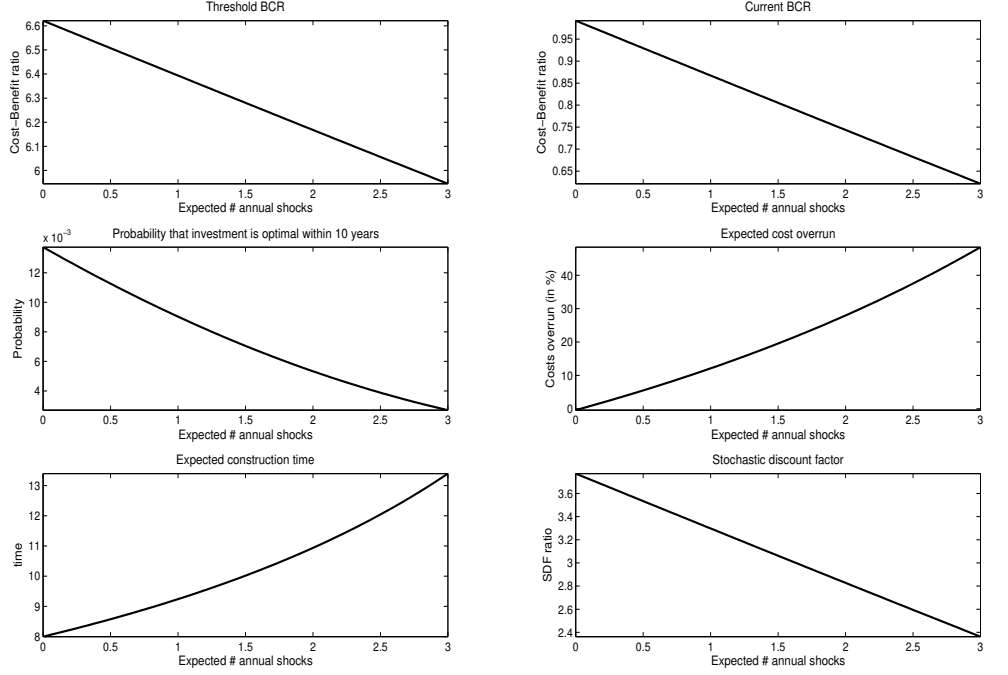 Threshold BCR
Cost−Benefit ratio
6.6
6.5
6.4
6.3
6.2
6.1
6
0 0.5 1 1.5 2 2.5 3
Expected # annual shocks
Current BCR
Cost−Benefit ratio
0.95
0.9
0.85
0.8
0.75
0.7
0.65
0 0.5 1 1.5 2 2.5 3
Expected # annual shocks
Probability that investment is optimal within 10 years
x 10⁻³
Probability
12
10
8
6
4
0 0.5 1 1.5 2 2.5 3
Expected # annual shocks
Expected cost overrun
Costs overrun (in %)
40
30
20
10
0
0 0.5 1 1.5 2 2.5 3
Expected # annual shocks
Expected construction time
time
13
12
11
10
9
8
0 0.5 1 1.5 2 2.5 3
Expected # annual shocks
Stochastic discount factor
SDF ratio
3.6
3.4
3.2
3
2.8
2.6
2.4
0 0.5 1 1.5 2 2.5 3
Expected # annual shocks